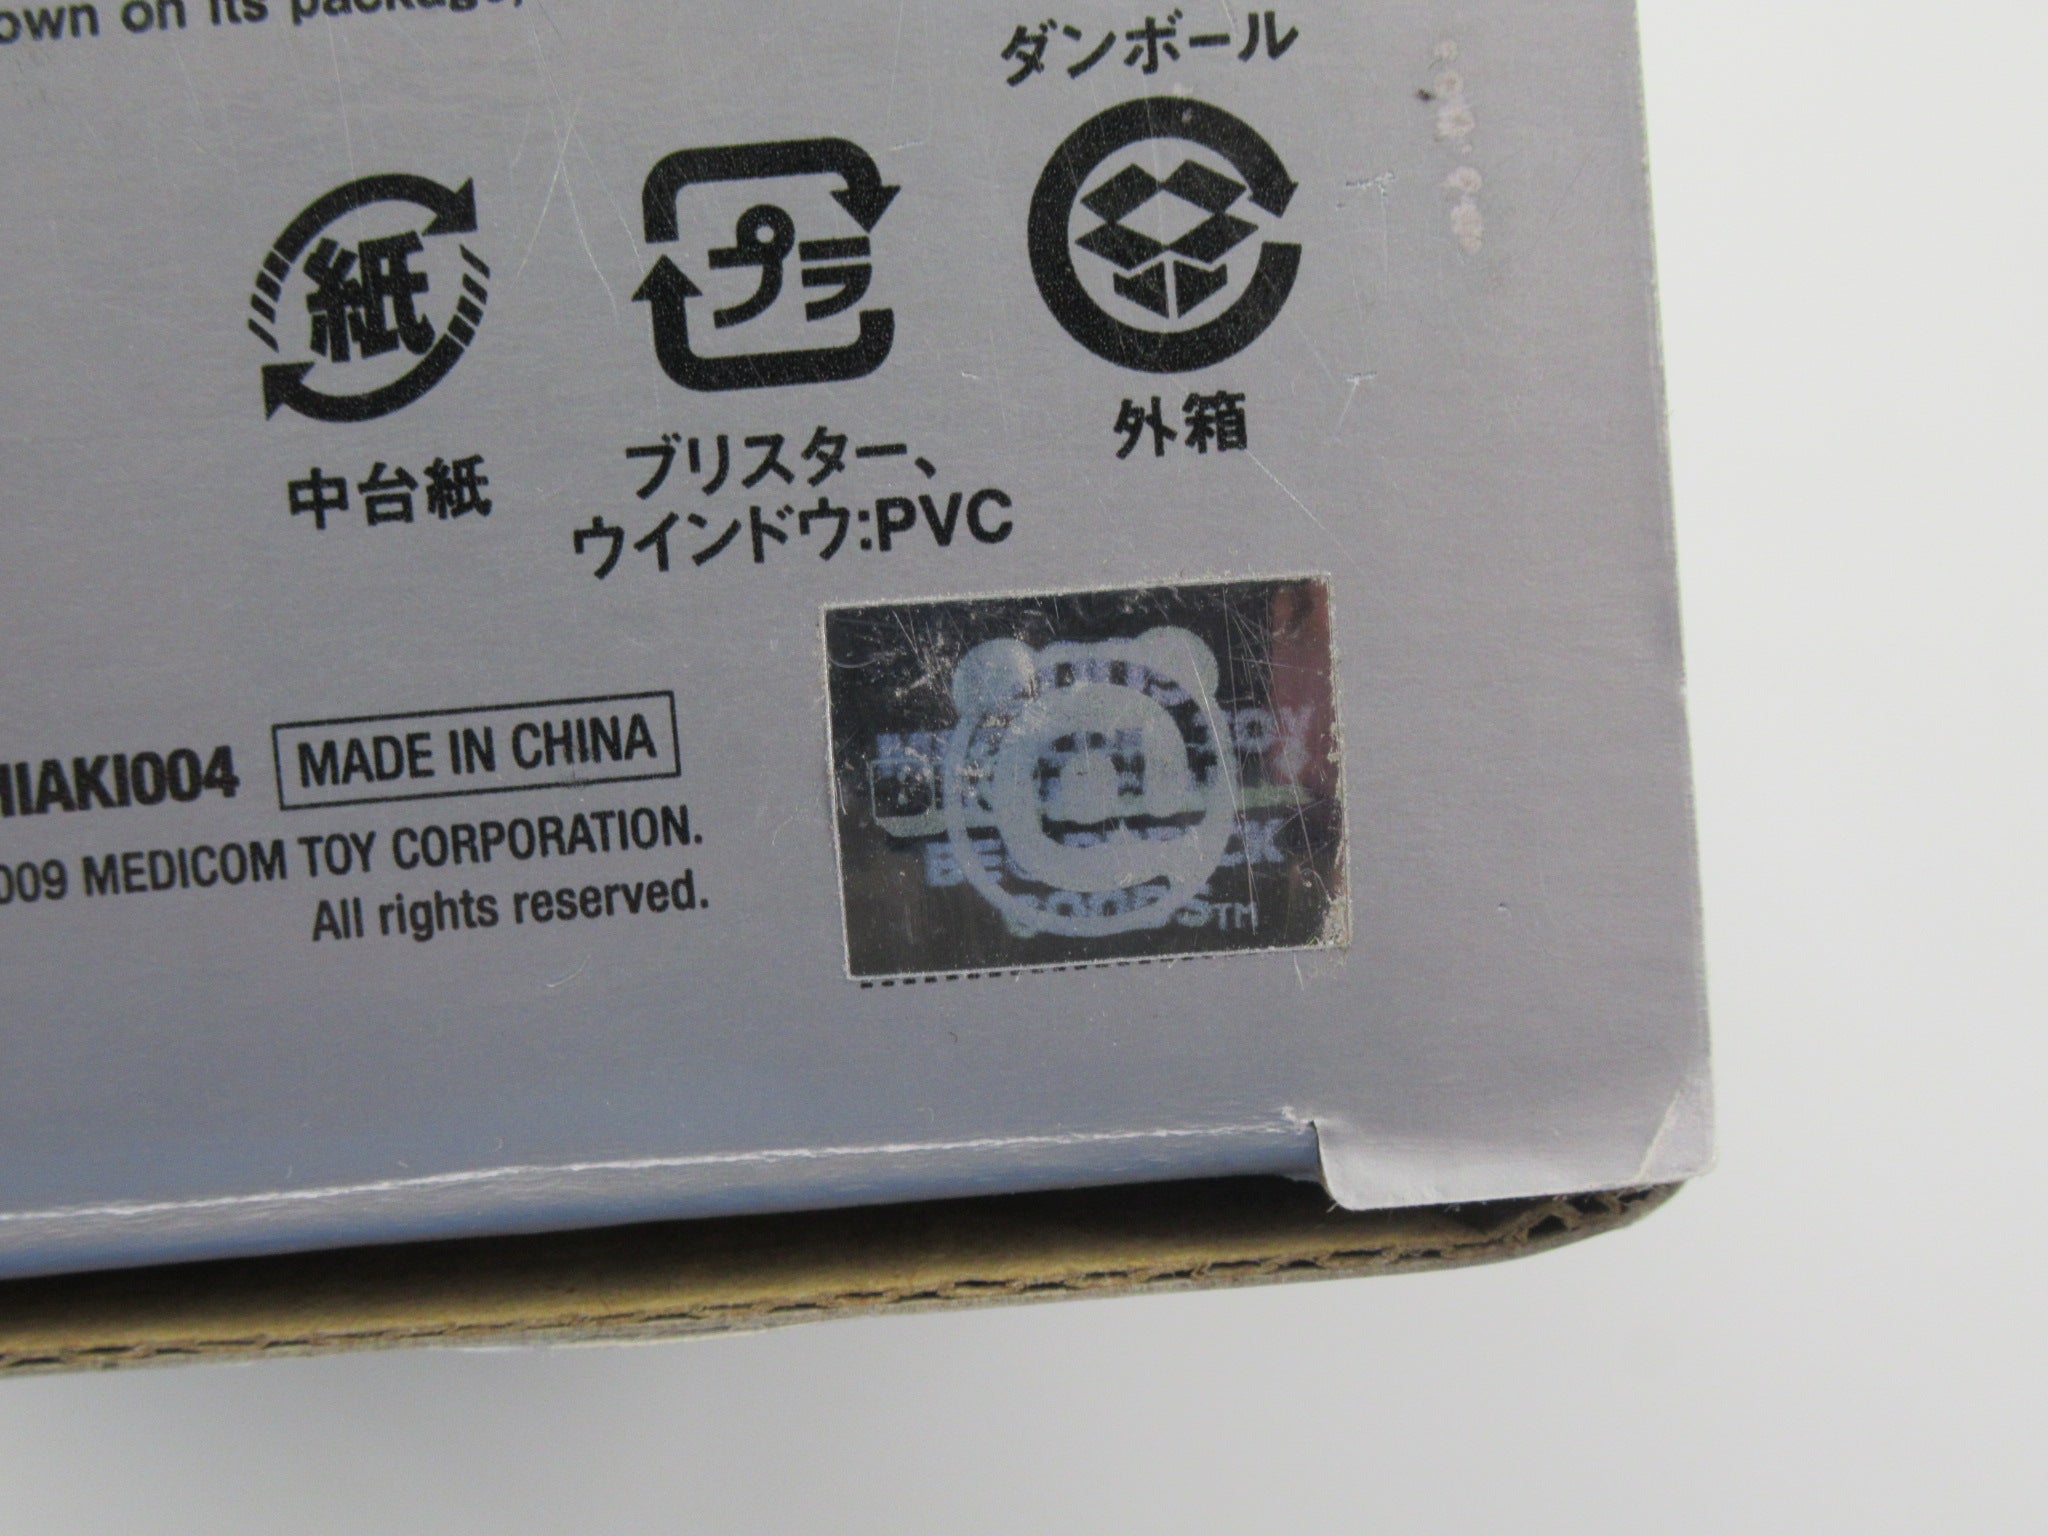 own on its package,
ダンボール
紙
プラ
中台紙
ブリスター、
ウインドウ:PVC
外箱
MADE IN CHINA
009 MEDICOM TOY CORPORATION.
All rights reserved.
TOY
TM